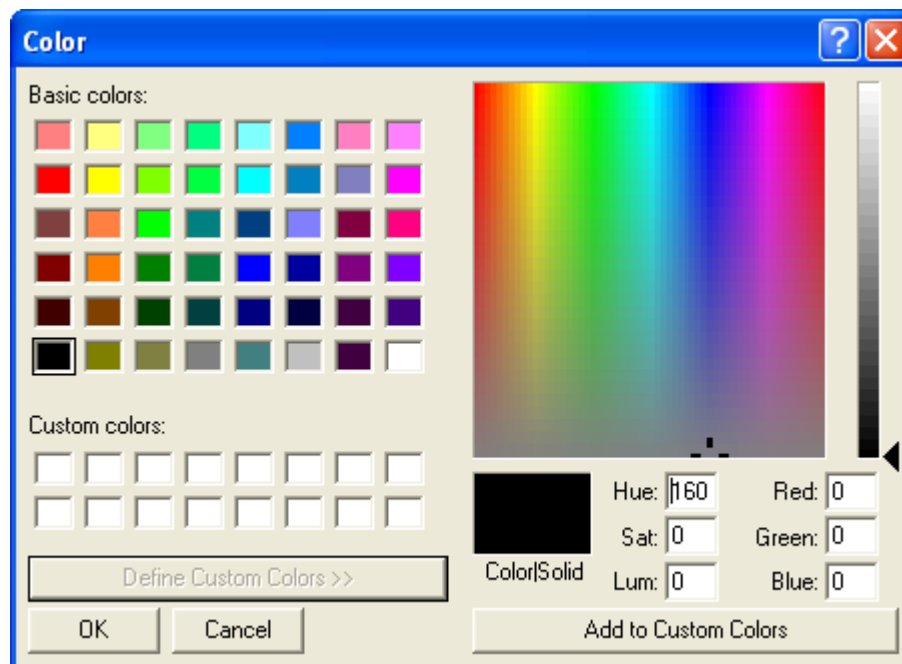 Color
Basic colors:
Custom colors:
Define Custom Colors >>
OK Cancel
Hue: 160 Red: 0
Sat: 0 Green: 0
Color|Solid
Lum: 0 Blue: 0
Add to Custom Colors